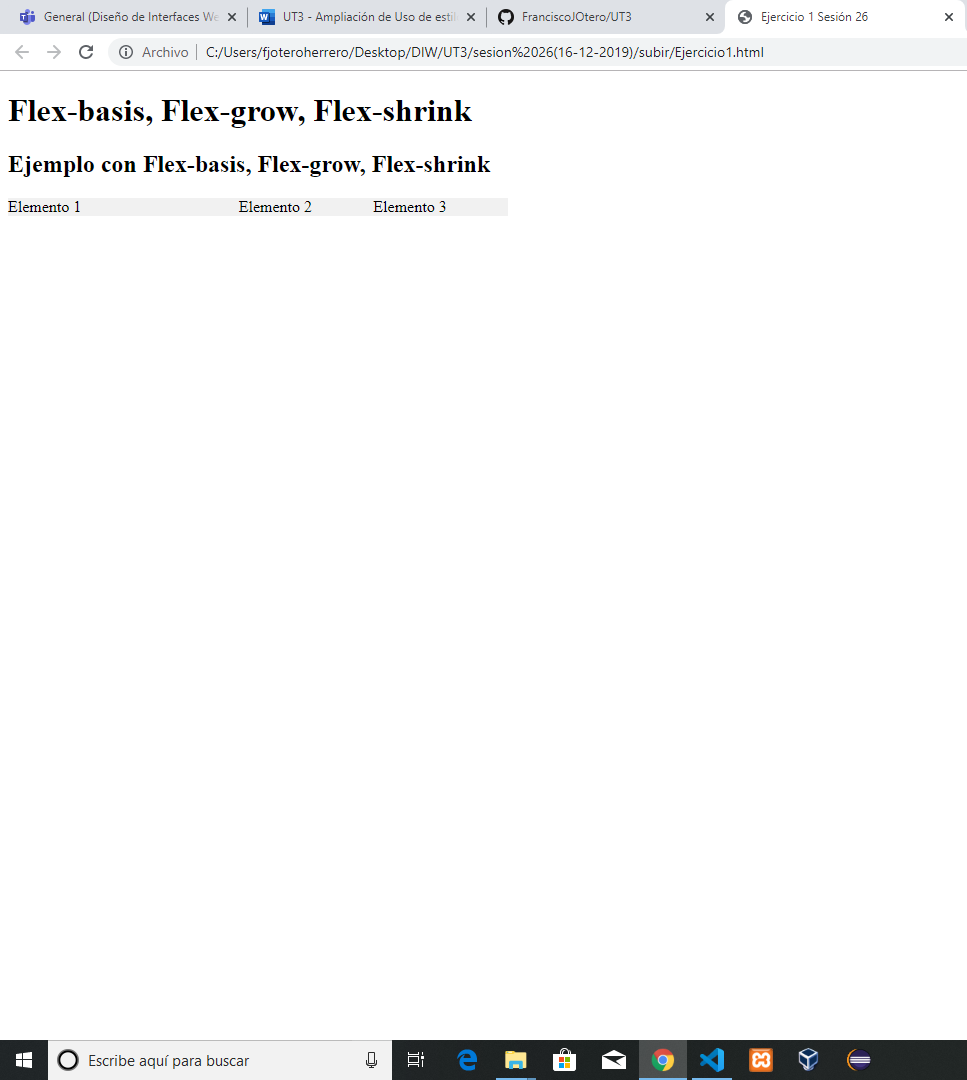 General (Diseño de Interfaces We
UT3 - Ampliación de Uso de estil
FranciscoJOtero/UT3
Ejercicio 1 Sesión 26
Archivo
C:/Users/fjoteroherrero/Desktop/DIW/UT3/sesion%2026(16-12-2019)/subir/Ejercicio1.html
Flex-basis, Flex-grow, Flex-shrink
Ejemplo con Flex-basis, Flex-grow, Flex-shrink
Elemento 1 Elemento 2 Elemento 3
Escribe aquí para buscar